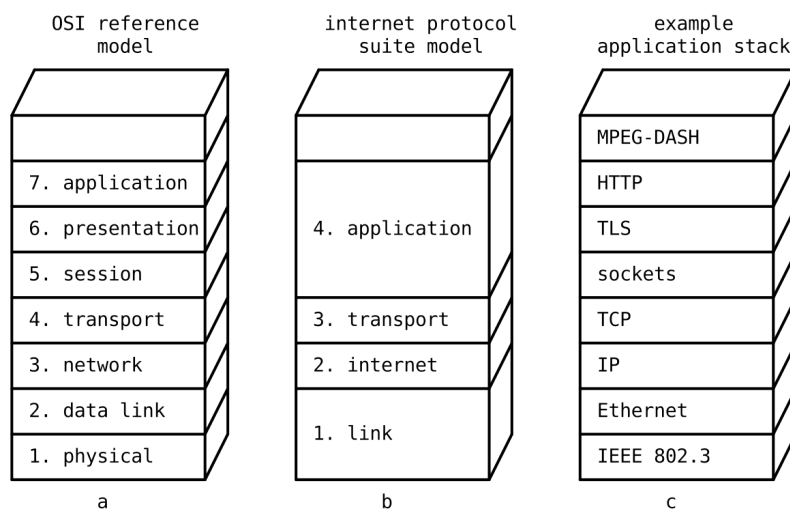 OSI reference
model
7. application
6. presentation
5. session
4. transport
3. network
2. data link
1. physical
a
internet protocol
suite model
4. application
3. transport
2. internet
1. link
b
example
application stack
MPEG-DASH
HTTP
TLS
sockets
TCP
IP
Ethernet
IEEE 802.3
c